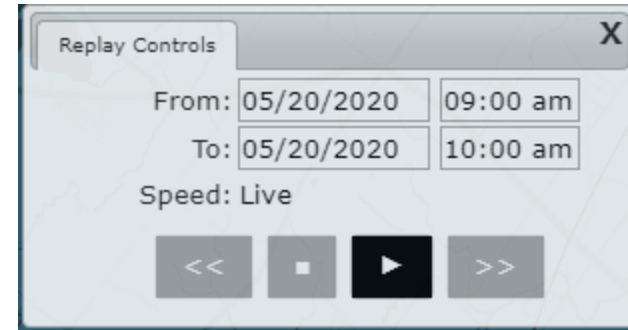 Replay Controls X
From: 05/20/2020 09:00 am
To: 05/20/2020 10:00 am
Speed: Live
<< ■ ▶ >>